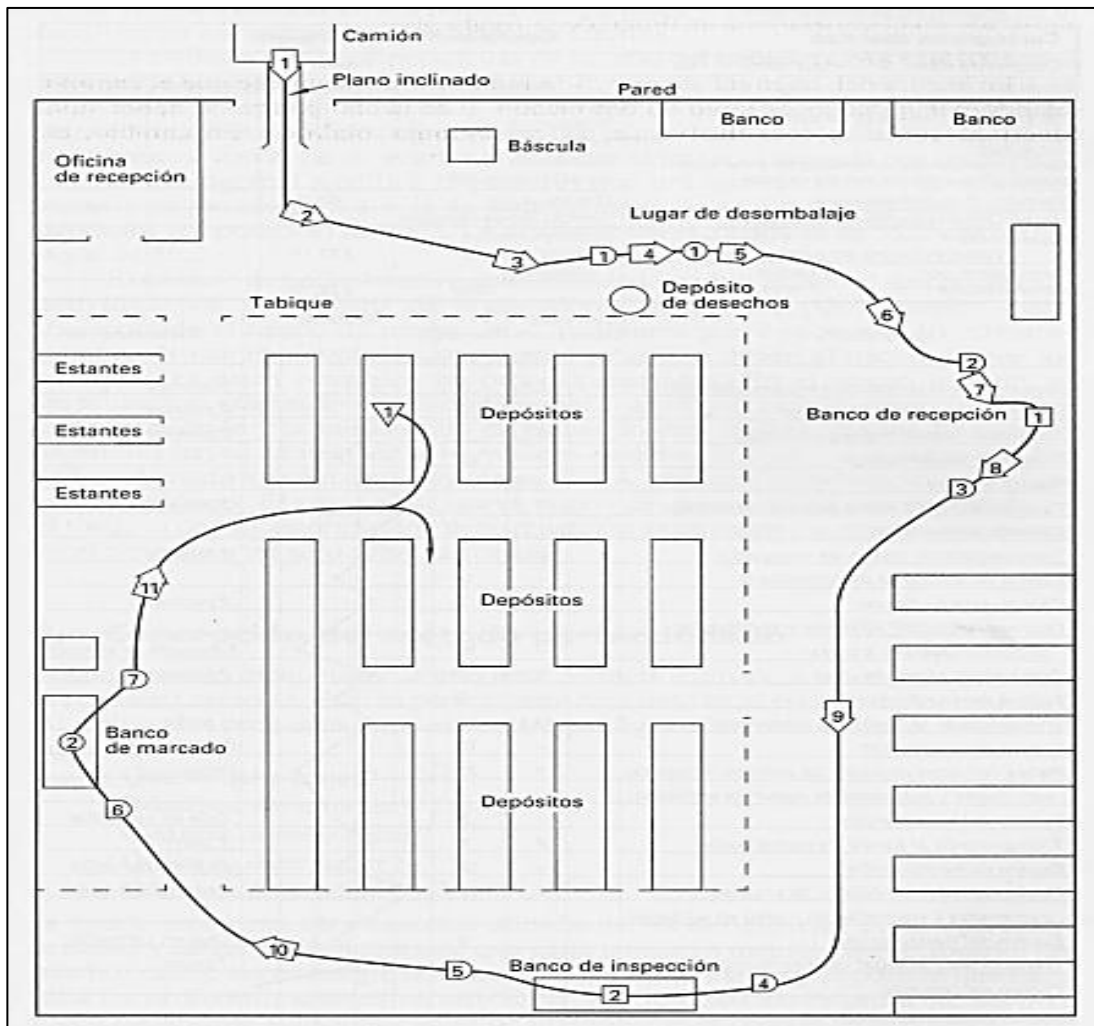 Camión
1
Plano inclinado
Pared
Banco
Banco
Oficina
de recepción
Báscula
2
Lugar de desembalaje
3
1
4
1
5
Depósito
de desechos
Tabique
6
Estantes
2
7
1
Depósitos
Banco de recepción
1
Estantes
8
3
Estantes
11
Depósitos
7
9
2
Banco
de marcado
6
Depósitos
10
5
Banco de inspección
2
4